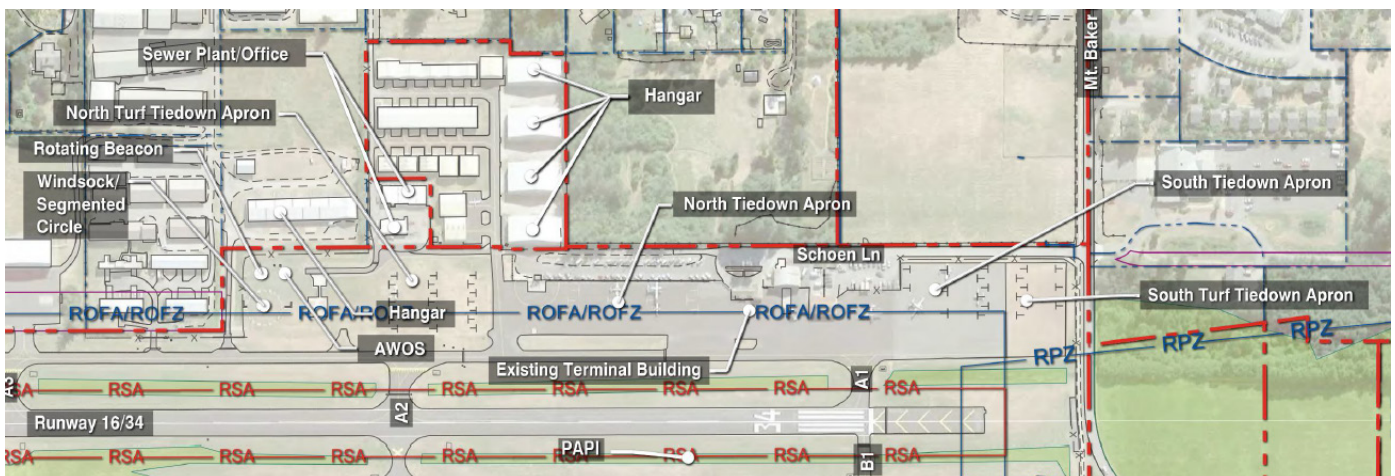 Sewer Plant/Office
Mt. Baker
Hangar
North Turf Tiedown Apron
Rotating Beacon
Windsock/
Segmented
Circle
North Tiedown Apron
South Tiedown Apron
Schoen Ln
South Turf Tiedown Apron
ROFA/ROFZ
ROFA/ROFZ
Hangar
ROFA/ROFZ
ROFA/ROFZ
AWOS
RPZ
RPZ
RPZ
Existing Terminal Building
A3
RSA
RSA
RSA
RSA
RSA
RSA
RSA
A1
RSA
A2
Runway 16/34
34
PAPI
RSA
RSA
RSA
RSA
RSA
RSA
RSA
RSA
B1